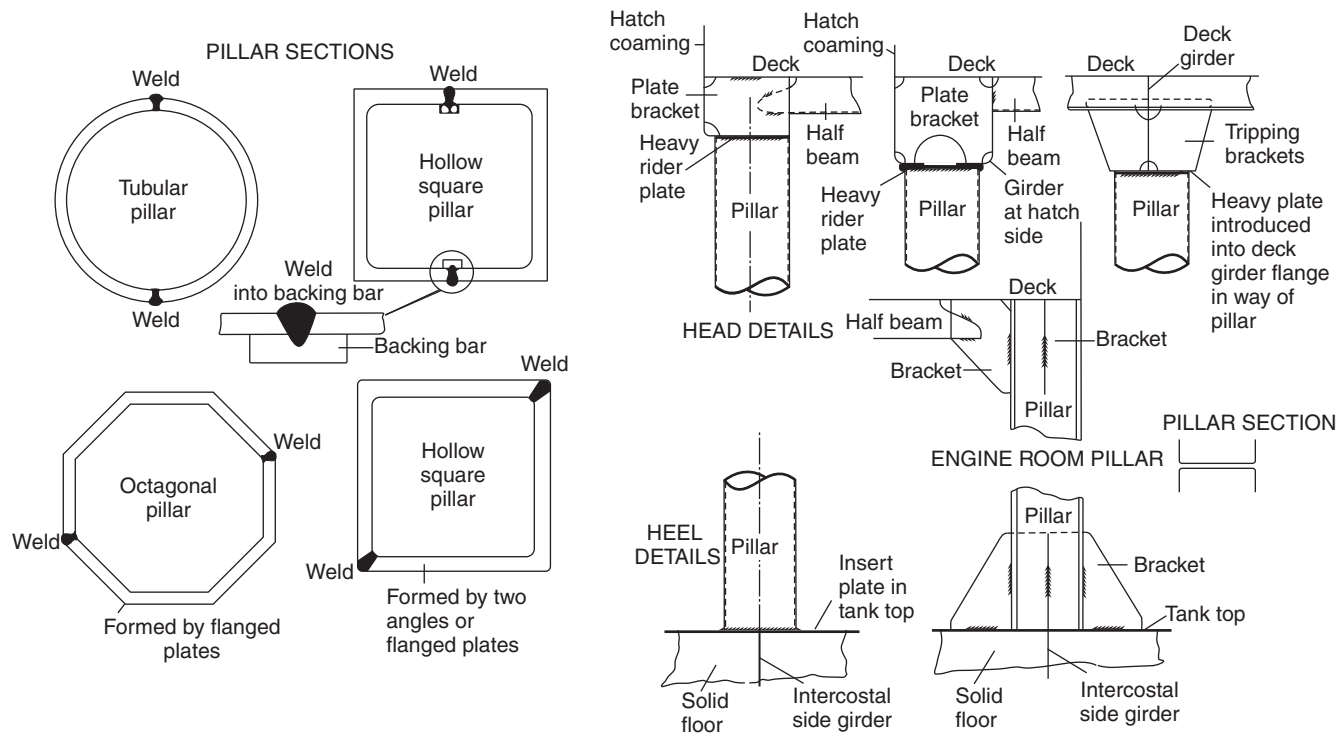 PILLAR SECTIONS
Weld
Tubular
pillar
Weld
Weld
Hollow
square
pillar
Weld
into backing bar
Backing bar
Octagonal
pillar
Weld
Weld
Formed by flanged
plates
Weld
Hollow
square
pillar
Weld
Formed by two
angles or
flanged plates
Hatch
coaming
Deck
Plate
bracket
Heavy
rider
plate
Half
beam
Pillar
Hatch
coaming
Deck
Plate
bracket
Half
beam
Heavy
rider
plate
Pillar
Girder
at hatch
side
Deck
Deck
girder
Tripping
brackets
Pillar
Heavy plate
introduced
into deck
girder flange
in way of
pillar
HEAD DETAILS
Deck
Half beam
Bracket
Bracket
Pillar
ENGINE ROOM PILLAR
PILLAR SECTION
HEEL
DETAILS
Pillar
Insert
plate in
tank top
Solid
floor
Intercostal
side girder
Pillar
Bracket
Tank top
Solid
floor
Intercostal
side girder